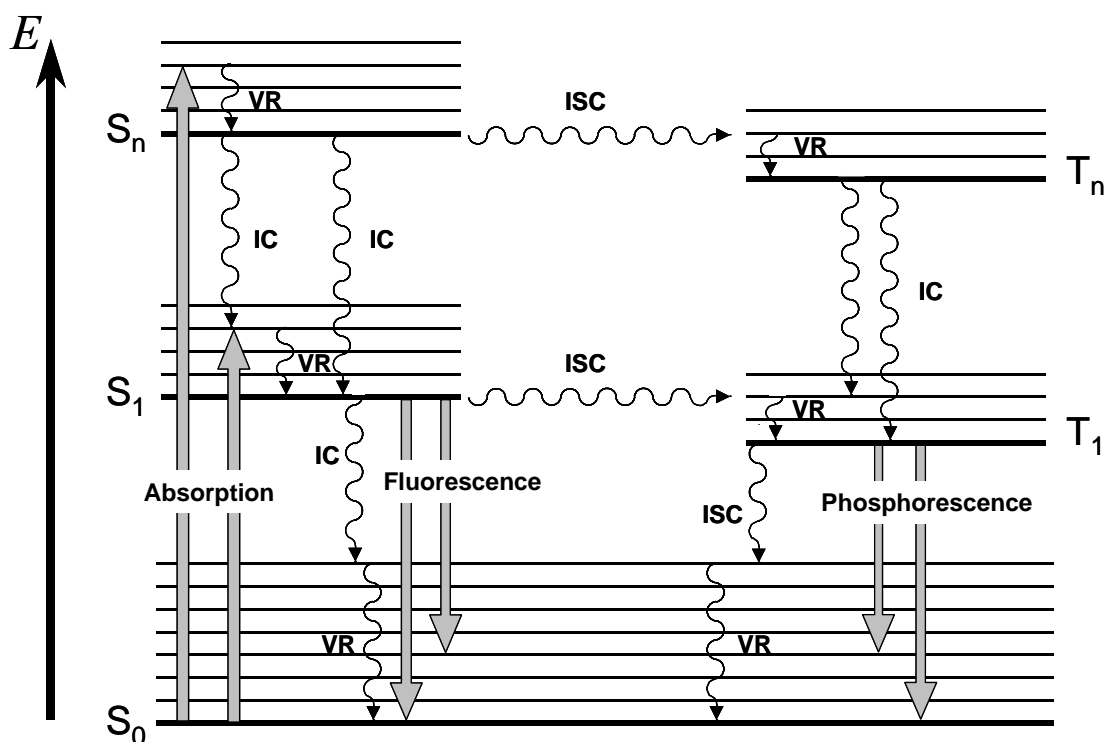 E
VR
ISC
Sₙ
VR
Tₙ
IC
IC
IC
VR
ISC
S₁
VR
T₁
IC
Fluorescence
Absorption
Phosphorescence
ISC
VR
VR
S₀